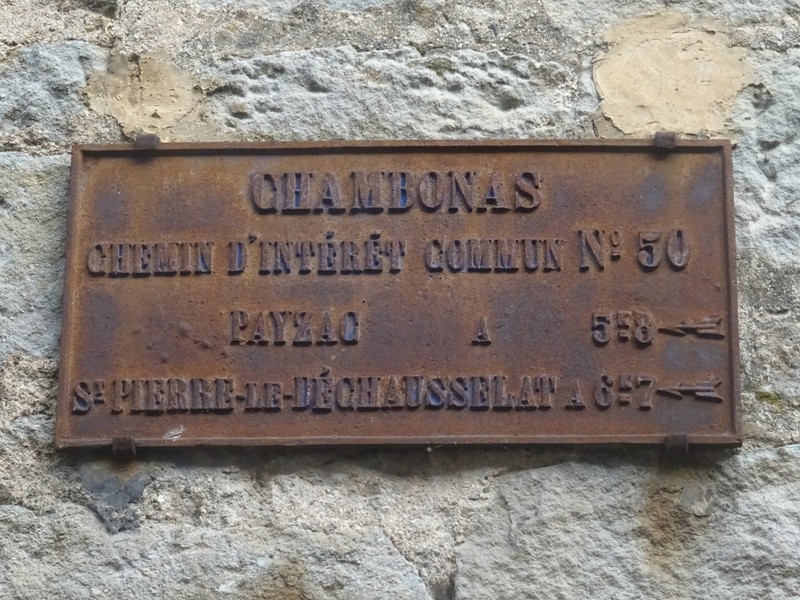 CHAMBONAS
CHEMIN D'INTÉRÊT COMMUN Nº 50
PAYZAC A 5ᴷ8
Sᵀ PIERRE-LE-DÉCHAUSSELAT A 6ᴷ7